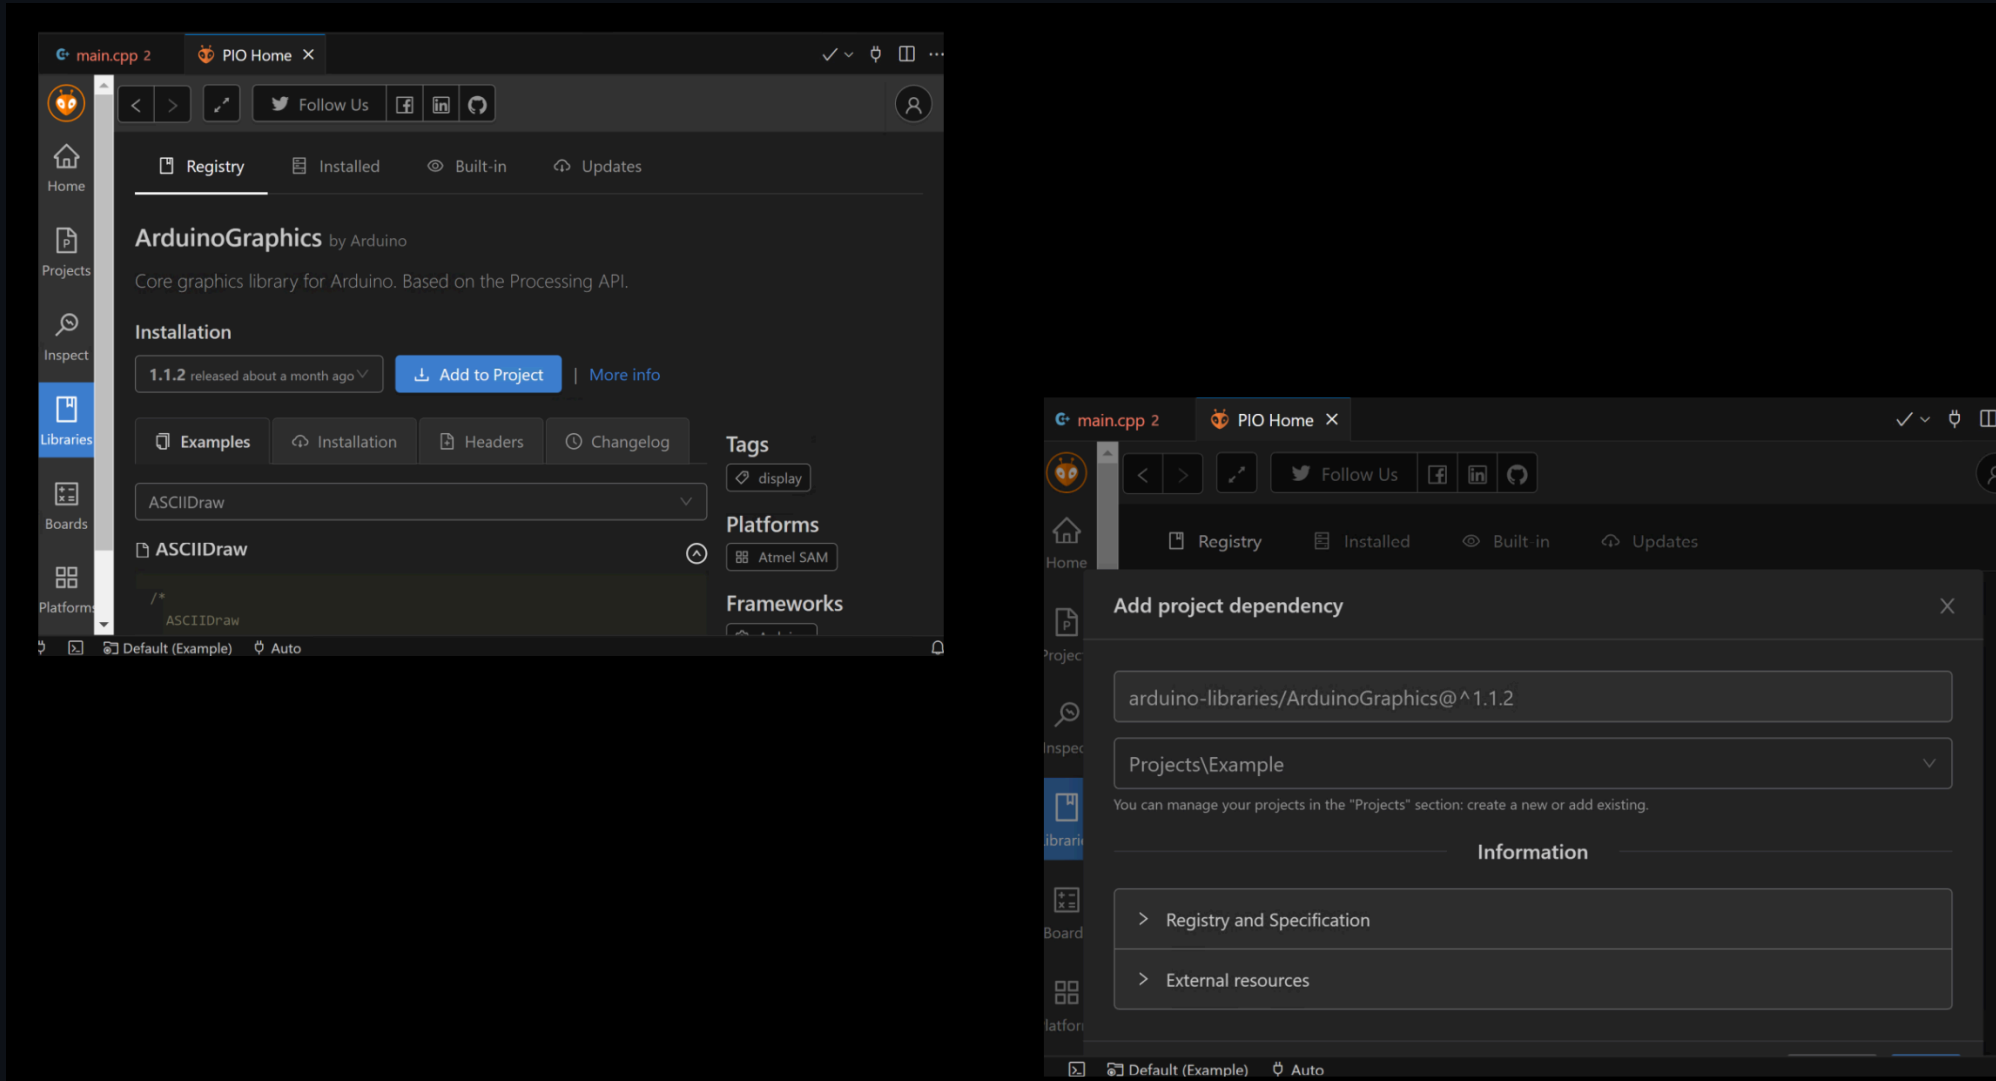 main.cpp 2
PIO Home
Follow Us
Home
Projects
Inspect
Libraries
Boards
Platforms
Registry
Installed
Built-in
Updates
ArduinoGraphics by Arduino
Core graphics library for Arduino. Based on the Processing API.
Installation
1.1.2 released about a month ago
Add to Project
| More info
Examples
Installation
Headers
Changelog
ASCIIDraw
ASCIIDraw
/*
ASCIIDraw
Tags
display
Platforms
Atmel SAM
Frameworks
Default (Example)
Auto
main.cpp 2
PIO Home
Follow Us
Home
Registry
Installed
Built-in
Updates
Add project dependency
arduino-libraries/ArduinoGraphics@^1.1.2
Projects\Example
You can manage your projects in the "Projects" section: create a new or add existing.
Information
Registry and Specification
External resources
Default (Example)
Auto